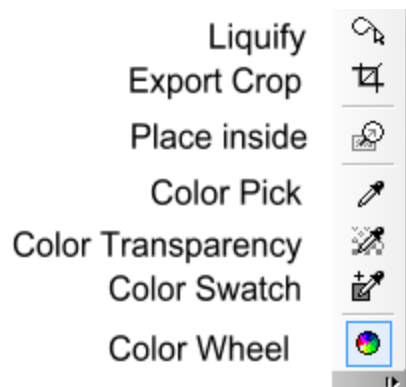 Liquify
Export Crop
Place inside
Color Pick
Color Transparency
Color Swatch
Color Wheel